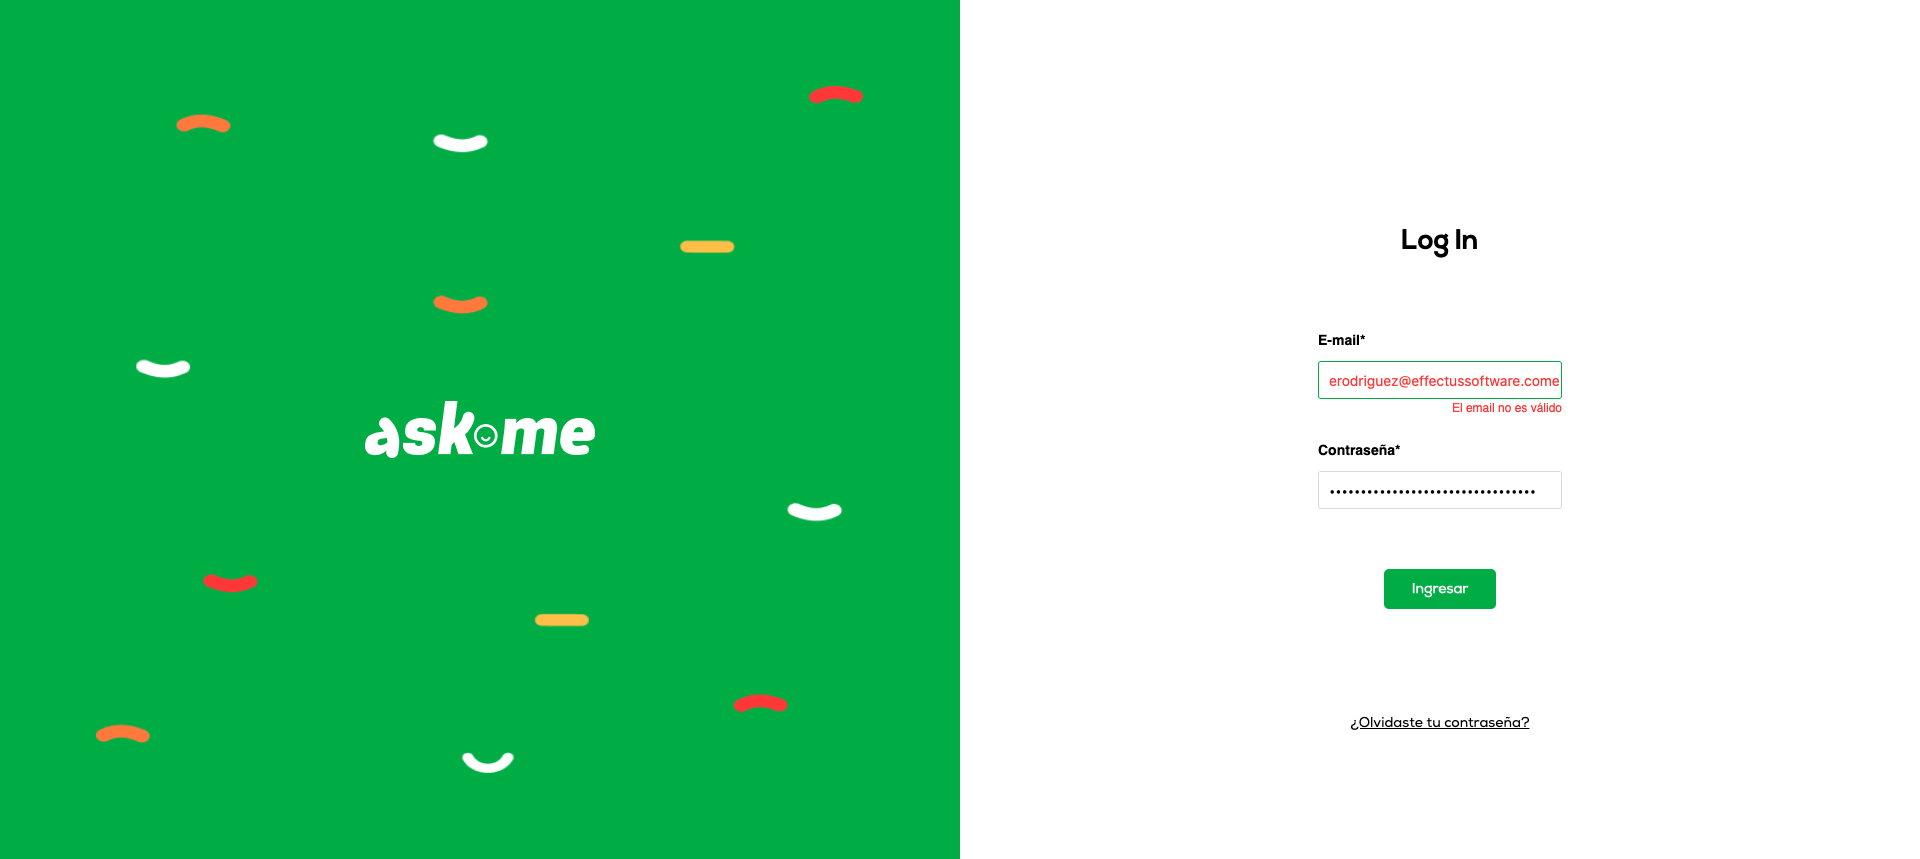 askme
Log In
E-mail*
erodriguez@effectussoftware.come
El email no es válido
Contraseña*
•••••••••••••••••••••••••••••••••
Ingresar
¿Olvidaste tu contraseña?